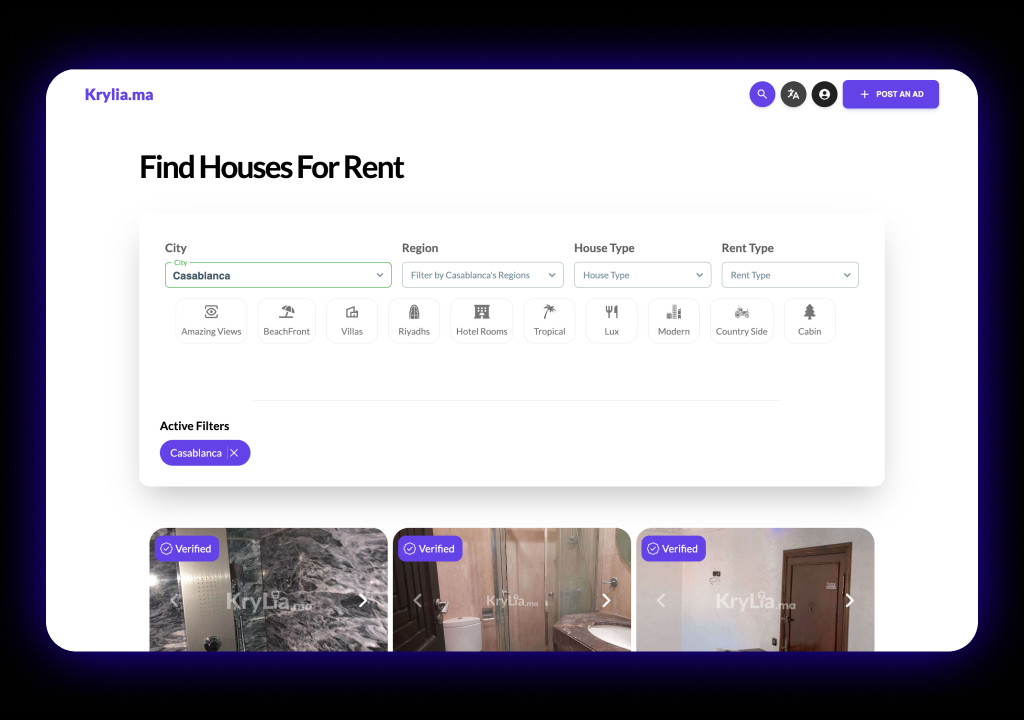 Krylia.ma
POST AN AD
Find Houses For Rent
City
Region
House Type
Rent Type
City
Casablanca
Filter by Casablanca's Regions
House Type
Rent Type
Amazing Views
BeachFront
Villas
Riyadhs
Hotel Rooms
Tropical
Lux
Modern
Country Side
Cabin
Active Filters
Casablanca
Verified
Verified
Verified
KryLia.ma
KryLia.ma
KryLia.ma